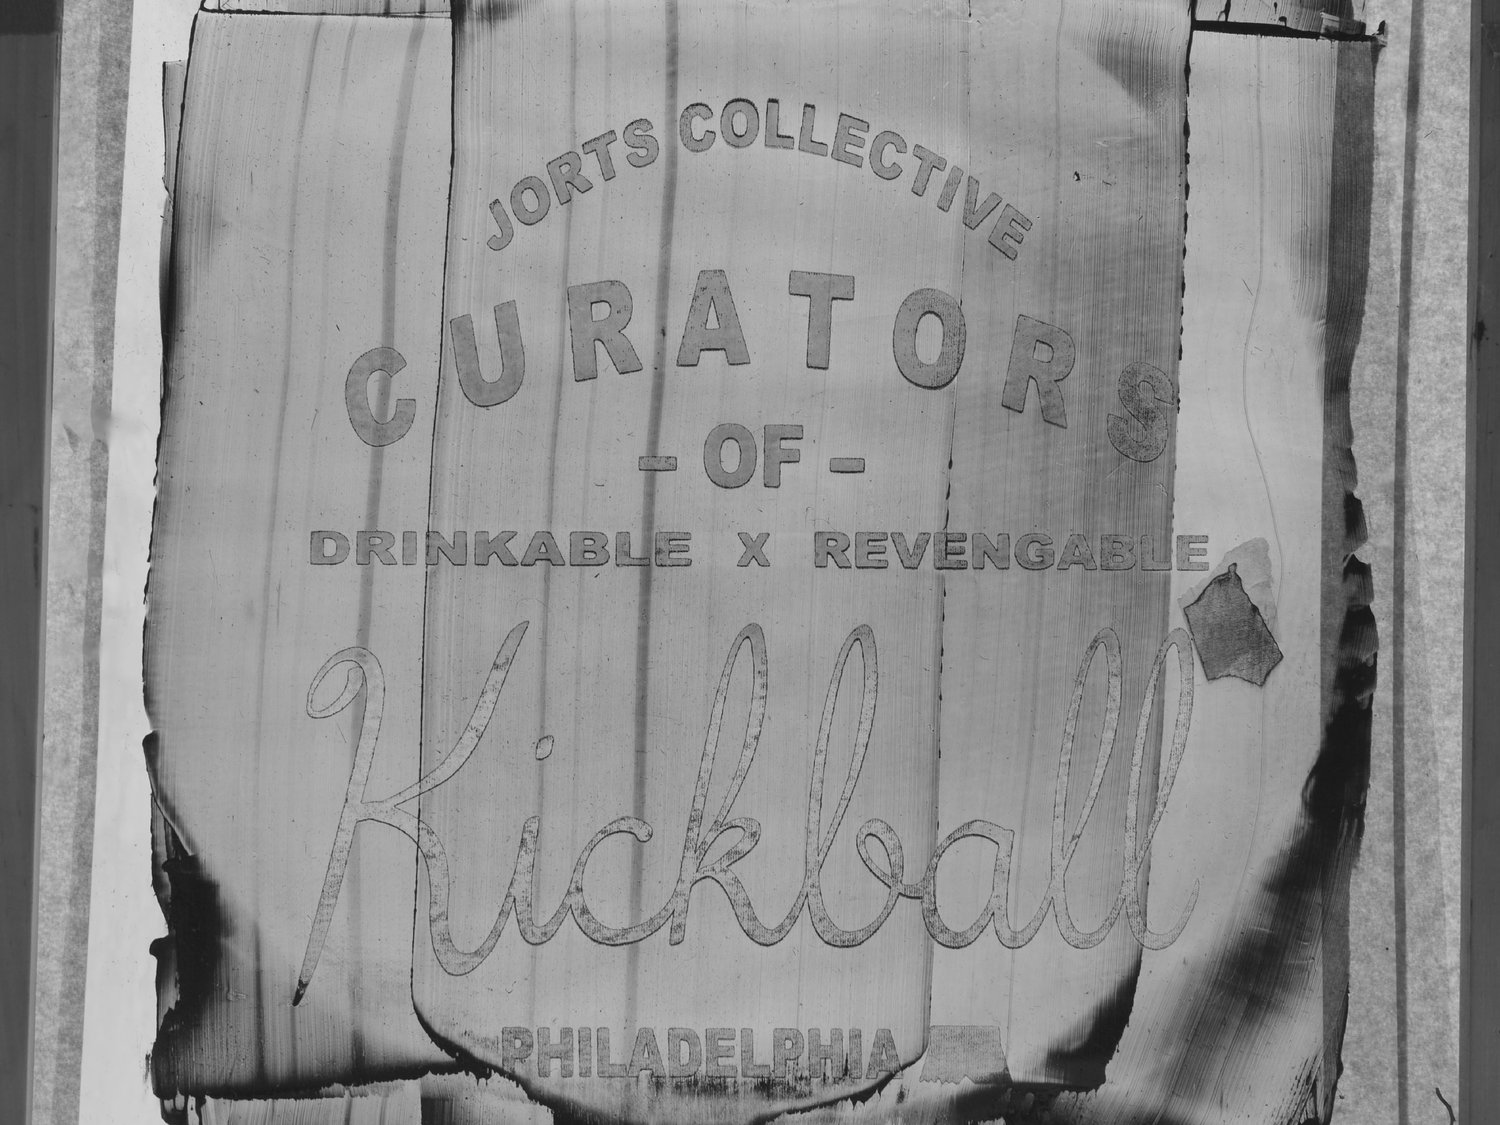 JORTS COLLECTIVE
CURATORS
- OF -
DRINKABLE X REVENGABLE
Kickball
PHILADELPHIA